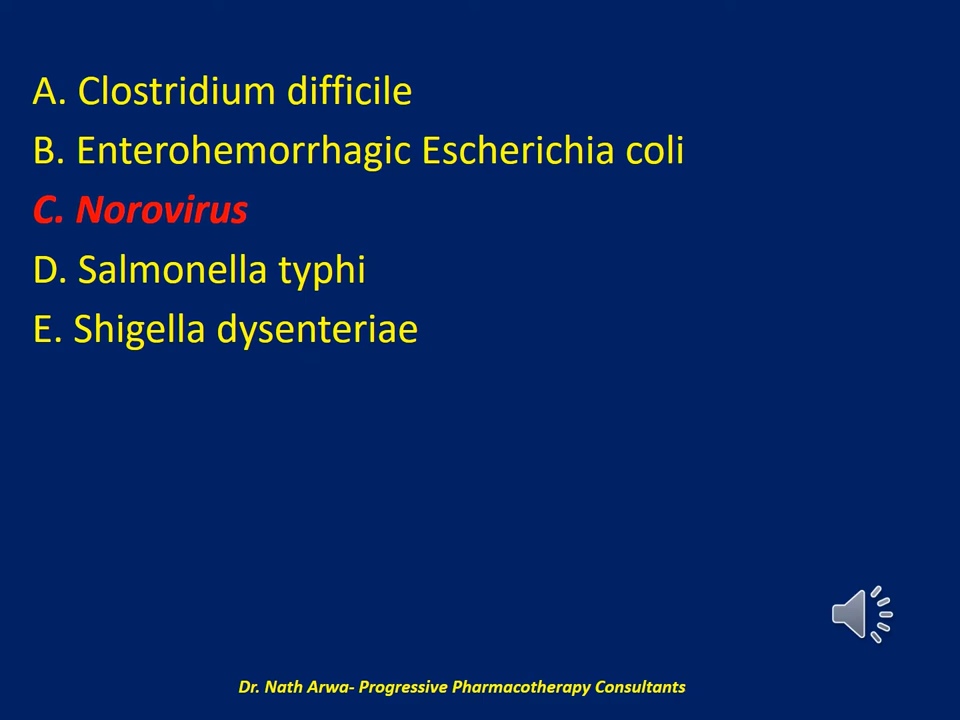 A. Clostridium difficile
B. Enterohemorrhagic Escherichia coli
C. Norovirus
D. Salmonella typhi
E. Shigella dysenteriae
Dr. Nath Arwa- Progressive Pharmacotherapy Consultants